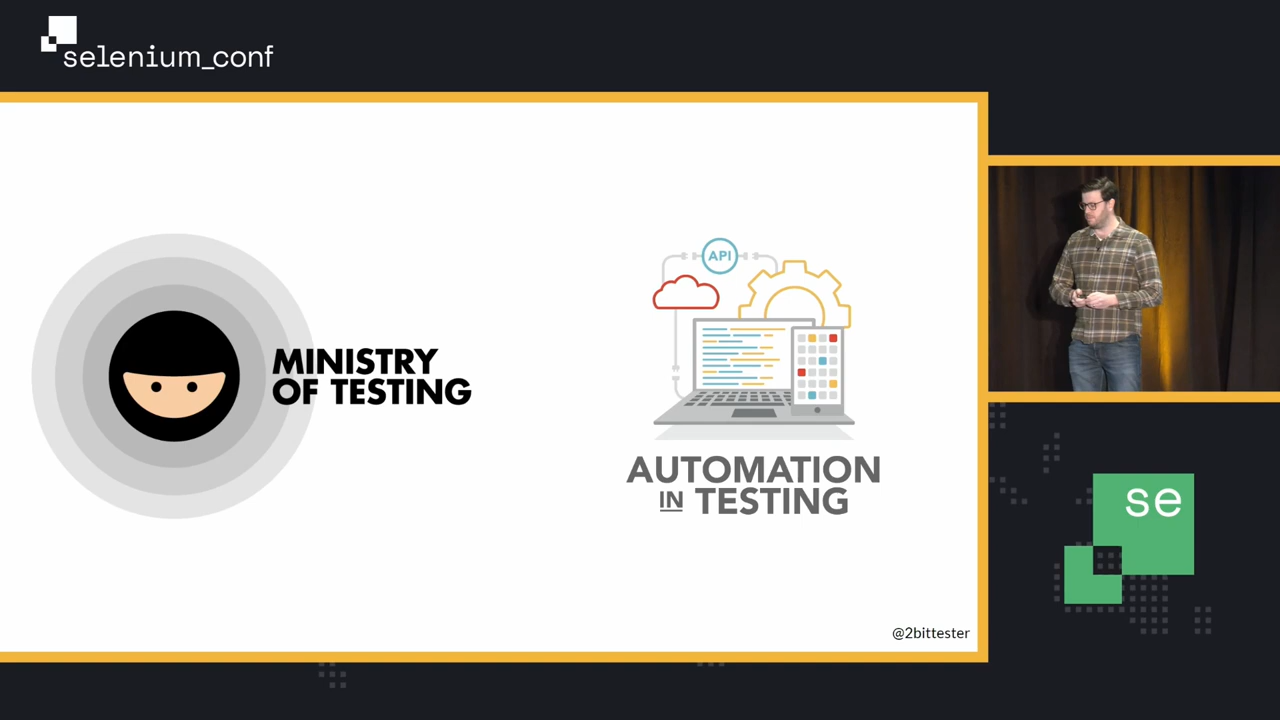 selenium_conf
MINISTRY
OF TESTING
API
AUTOMATION
IN TESTING
@2bittester
se